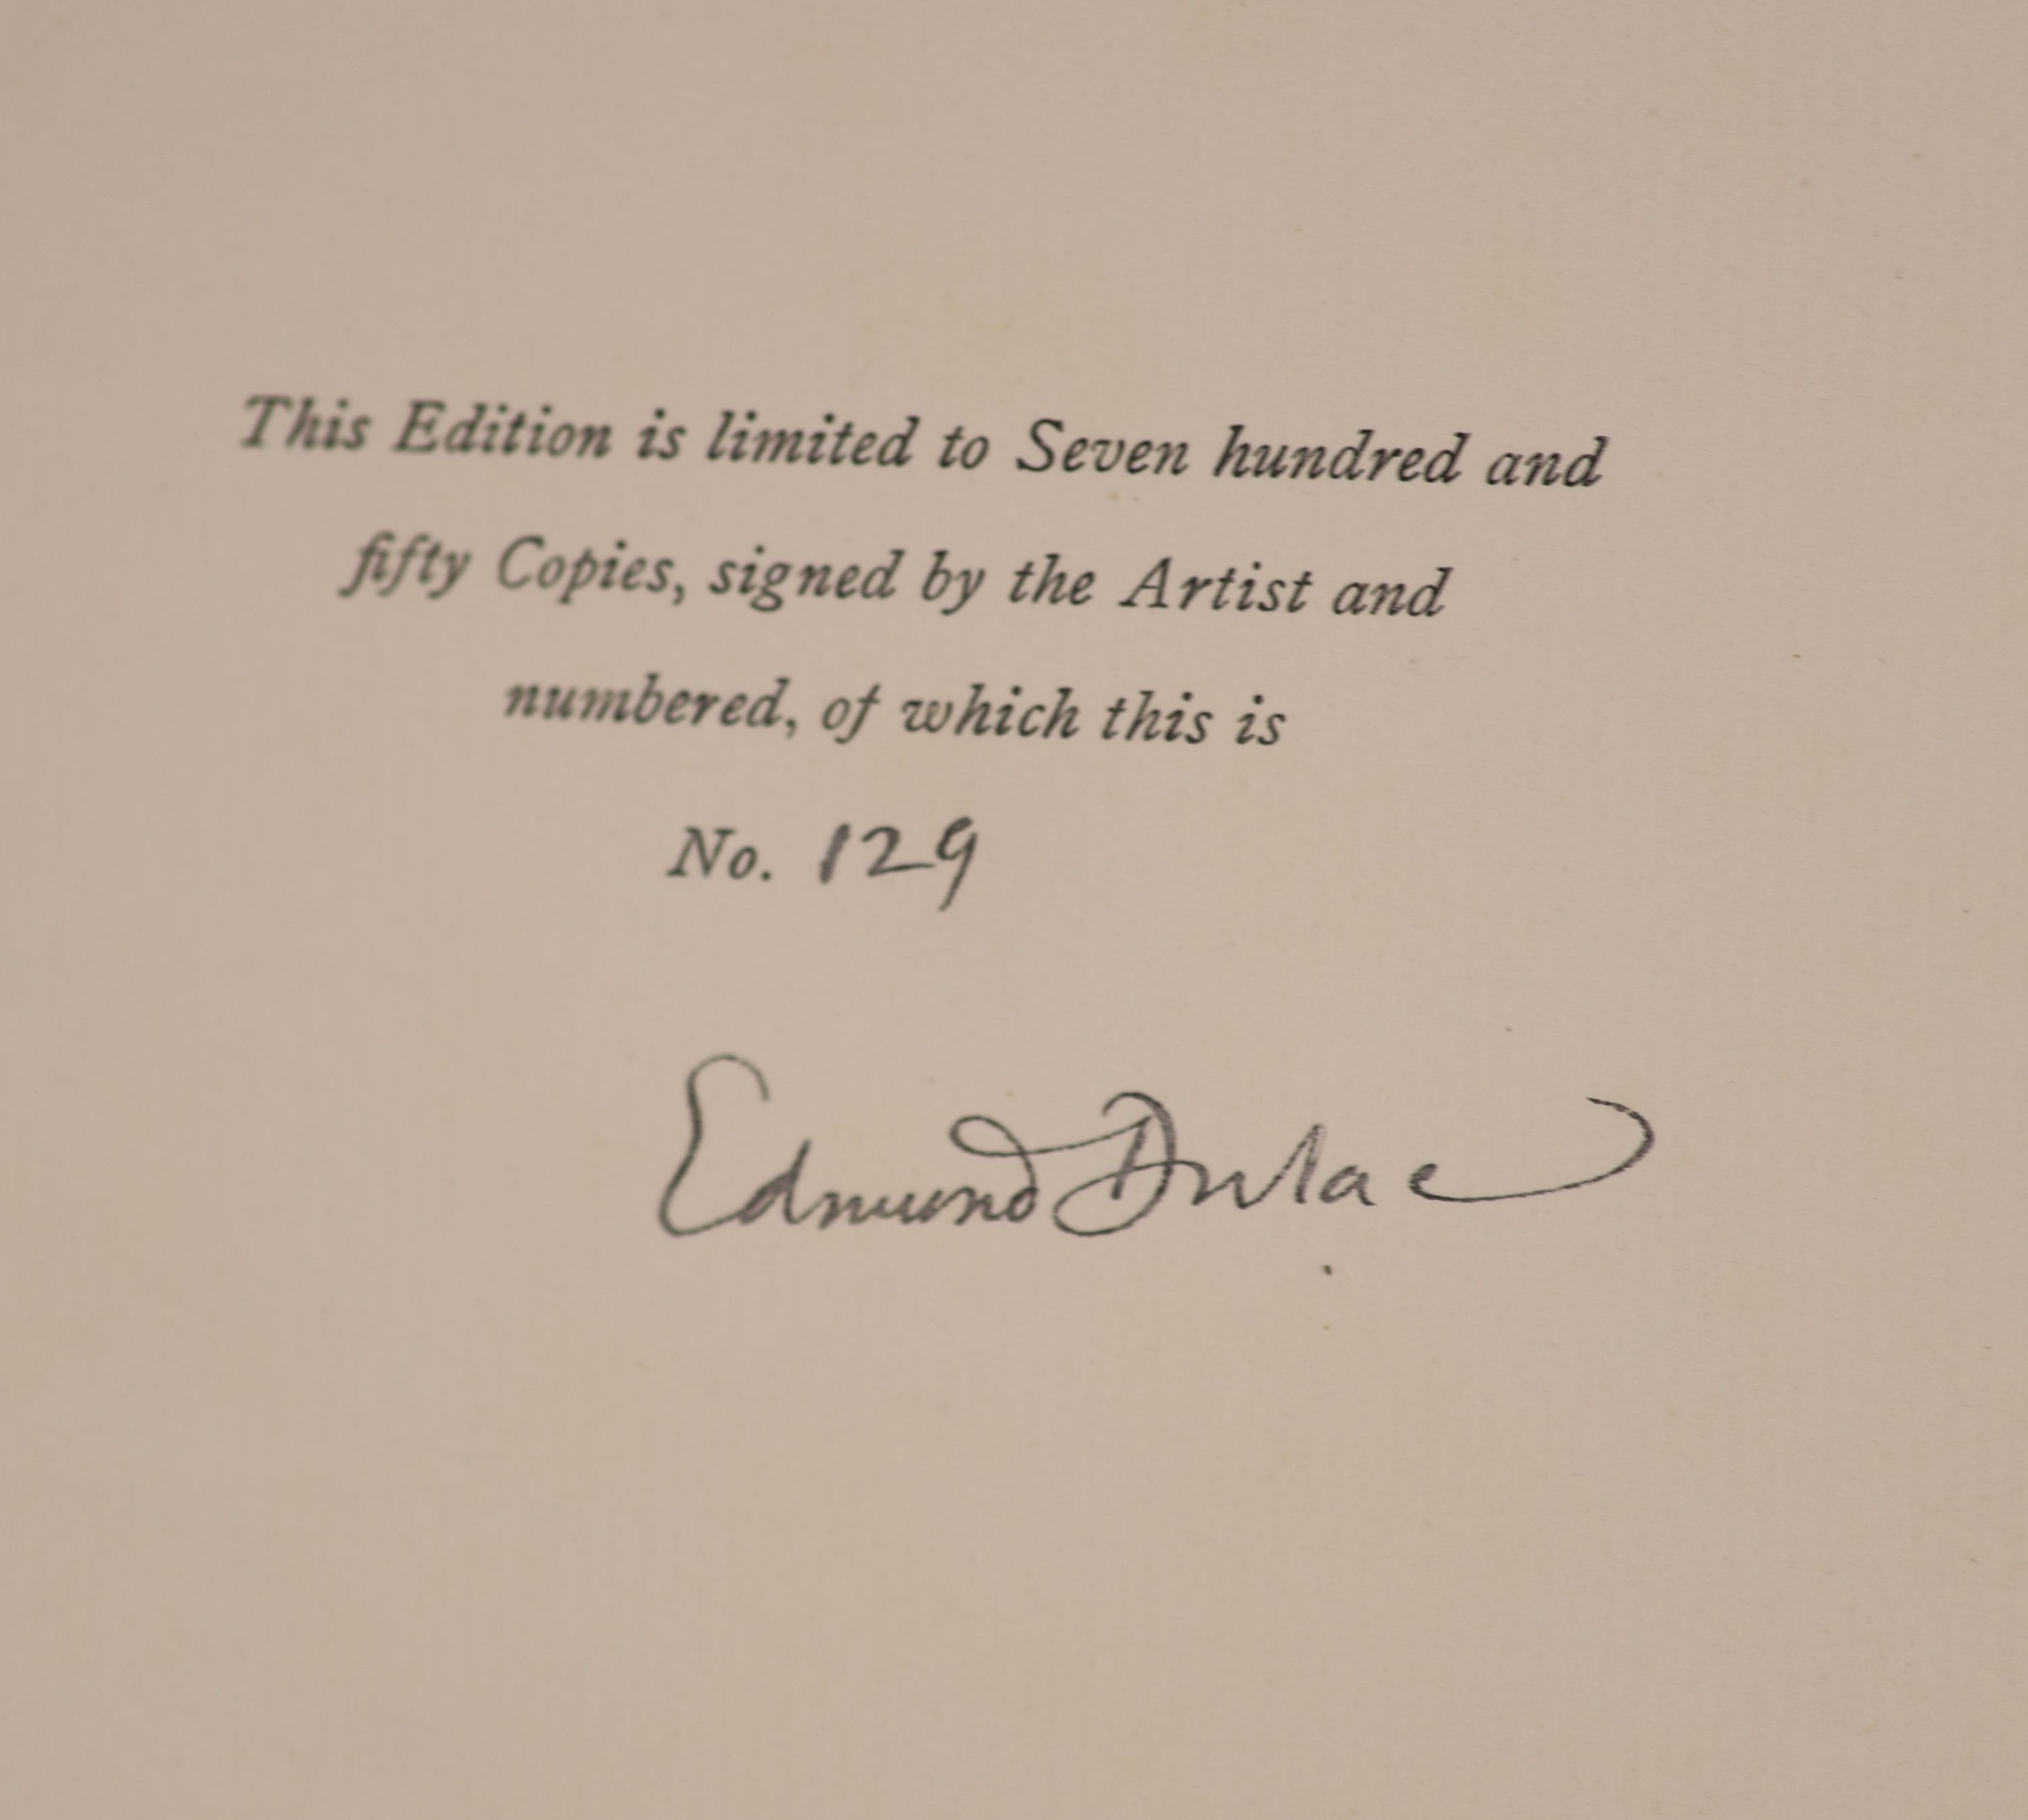 This Edition is limited to Seven hundred and
fifty Copies, signed by the Artist and
numbered, of which this is
No. 129
Edmund Dulac